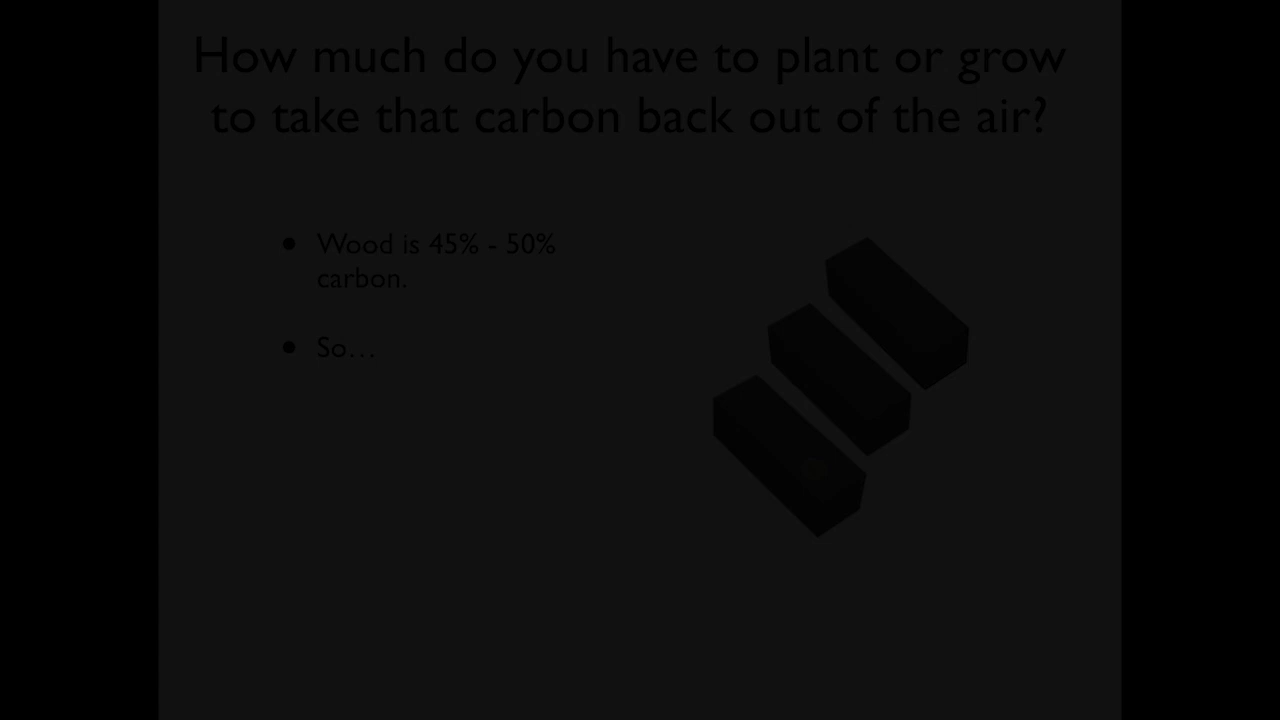 How much do you have to plant or grow
to take that carbon back out of the air?
• Wood is 45% - 50%
carbon.
• So…